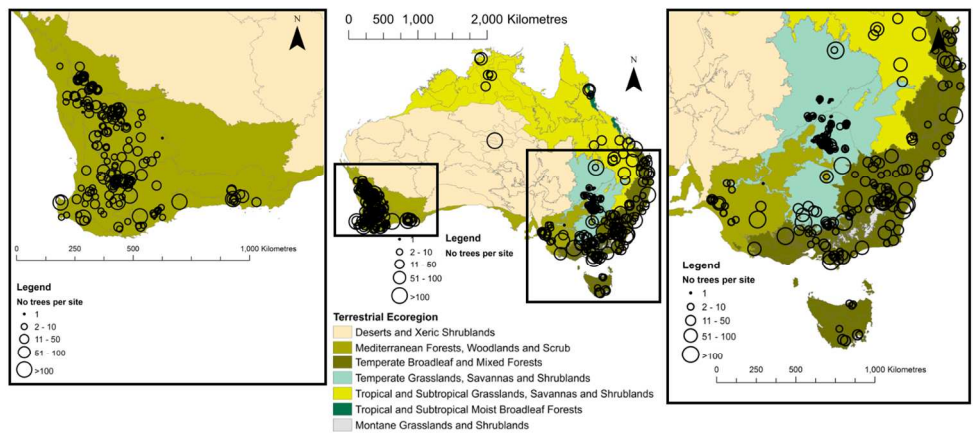 N
0 250 500 1,000 Kilometres
Legend
No trees per site
1
2 - 10
11 - 50
51 - 100
>100
0 500 1,000 2,000 Kilometres
N
Legend
No trees per site
1
2 - 10
11 - 50
51 - 100
>100
Terrestrial Ecoregion
Deserts and Xeric Shrublands
Mediterranean Forests, Woodlands and Scrub
Temperate Broadleaf and Mixed Forests
Temperate Grasslands, Savannas and Shrublands
Tropical and Subtropical Grasslands, Savannas and Shrublands
Tropical and Subtropical Moist Broadleaf Forests
Montane Grasslands and Shrublands
N
Legend
No trees per site
1
2 - 10
11 - 50
51 - 100
>100
0 250 500 1,000 Kilometres